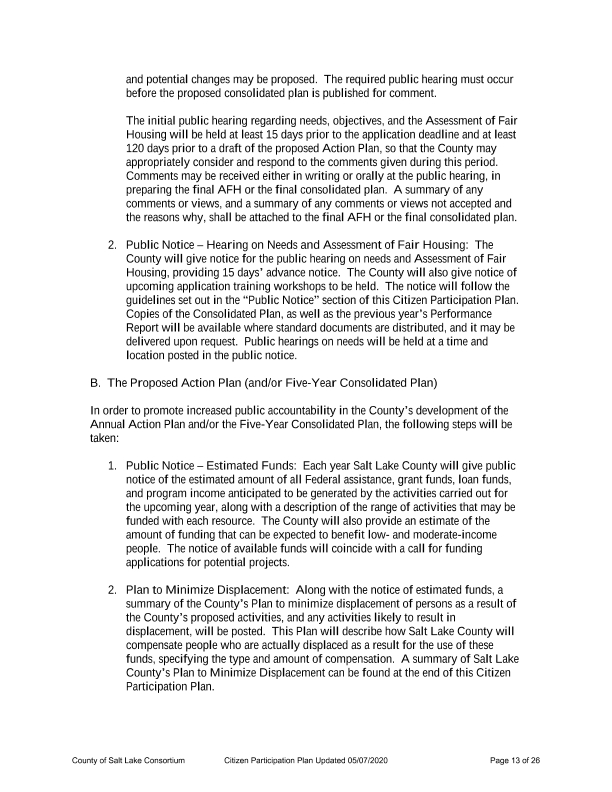 and potential changes may be proposed.  The required public hearing must occur
before the proposed consolidated plan is published for comment.
The initial public hearing regarding needs, objectives, and the Assessment of Fair
Housing will be held at least 15 days prior to the application deadline and at least
120 days prior to a draft of the proposed Action Plan, so that the County may
appropriately consider and respond to the comments given during this period.
Comments may be received either in writing or orally at the public hearing, in
preparing the final AFH or the final consolidated plan.  A summary of any
comments or views, and a summary of any comments or views not accepted and
the reasons why, shall be attached to the final AFH or the final consolidated plan.
2.  Public Notice – Hearing on Needs and Assessment of Fair Housing:  The
County will give notice for the public hearing on needs and Assessment of Fair
Housing, providing 15 days' advance notice.  The County will also give notice of
upcoming application training workshops to be held.  The notice will follow the
guidelines set out in the "Public Notice" section of this Citizen Participation Plan.
Copies of the Consolidated Plan, as well as the previous year's Performance
Report will be available where standard documents are distributed, and it may be
delivered upon request.  Public hearings on needs will be held at a time and
location posted in the public notice.
B.  The Proposed Action Plan (and/or Five-Year Consolidated Plan)
In order to promote increased public accountability in the County's development of the
Annual Action Plan and/or the Five-Year Consolidated Plan, the following steps will be
taken:
1.  Public Notice – Estimated Funds:  Each year Salt Lake County will give public
notice of the estimated amount of all Federal assistance, grant funds, loan funds,
and program income anticipated to be generated by the activities carried out for
the upcoming year, along with a description of the range of activities that may be
funded with each resource.  The County will also provide an estimate of the
amount of funding that can be expected to benefit low- and moderate-income
people.  The notice of available funds will coincide with a call for funding
applications for potential projects.
2.  Plan to Minimize Displacement:  Along with the notice of estimated funds, a
summary of the County's Plan to minimize displacement of persons as a result of
the County's proposed activities, and any activities likely to result in
displacement, will be posted.  This Plan will describe how Salt Lake County will
compensate people who are actually displaced as a result for the use of these
funds, specifying the type and amount of compensation.  A summary of Salt Lake
County's Plan to Minimize Displacement can be found at the end of this Citizen
Participation Plan.
County of Salt Lake Consortium    Citizen Participation Plan Updated 05/07/2020    Page 13 of 26